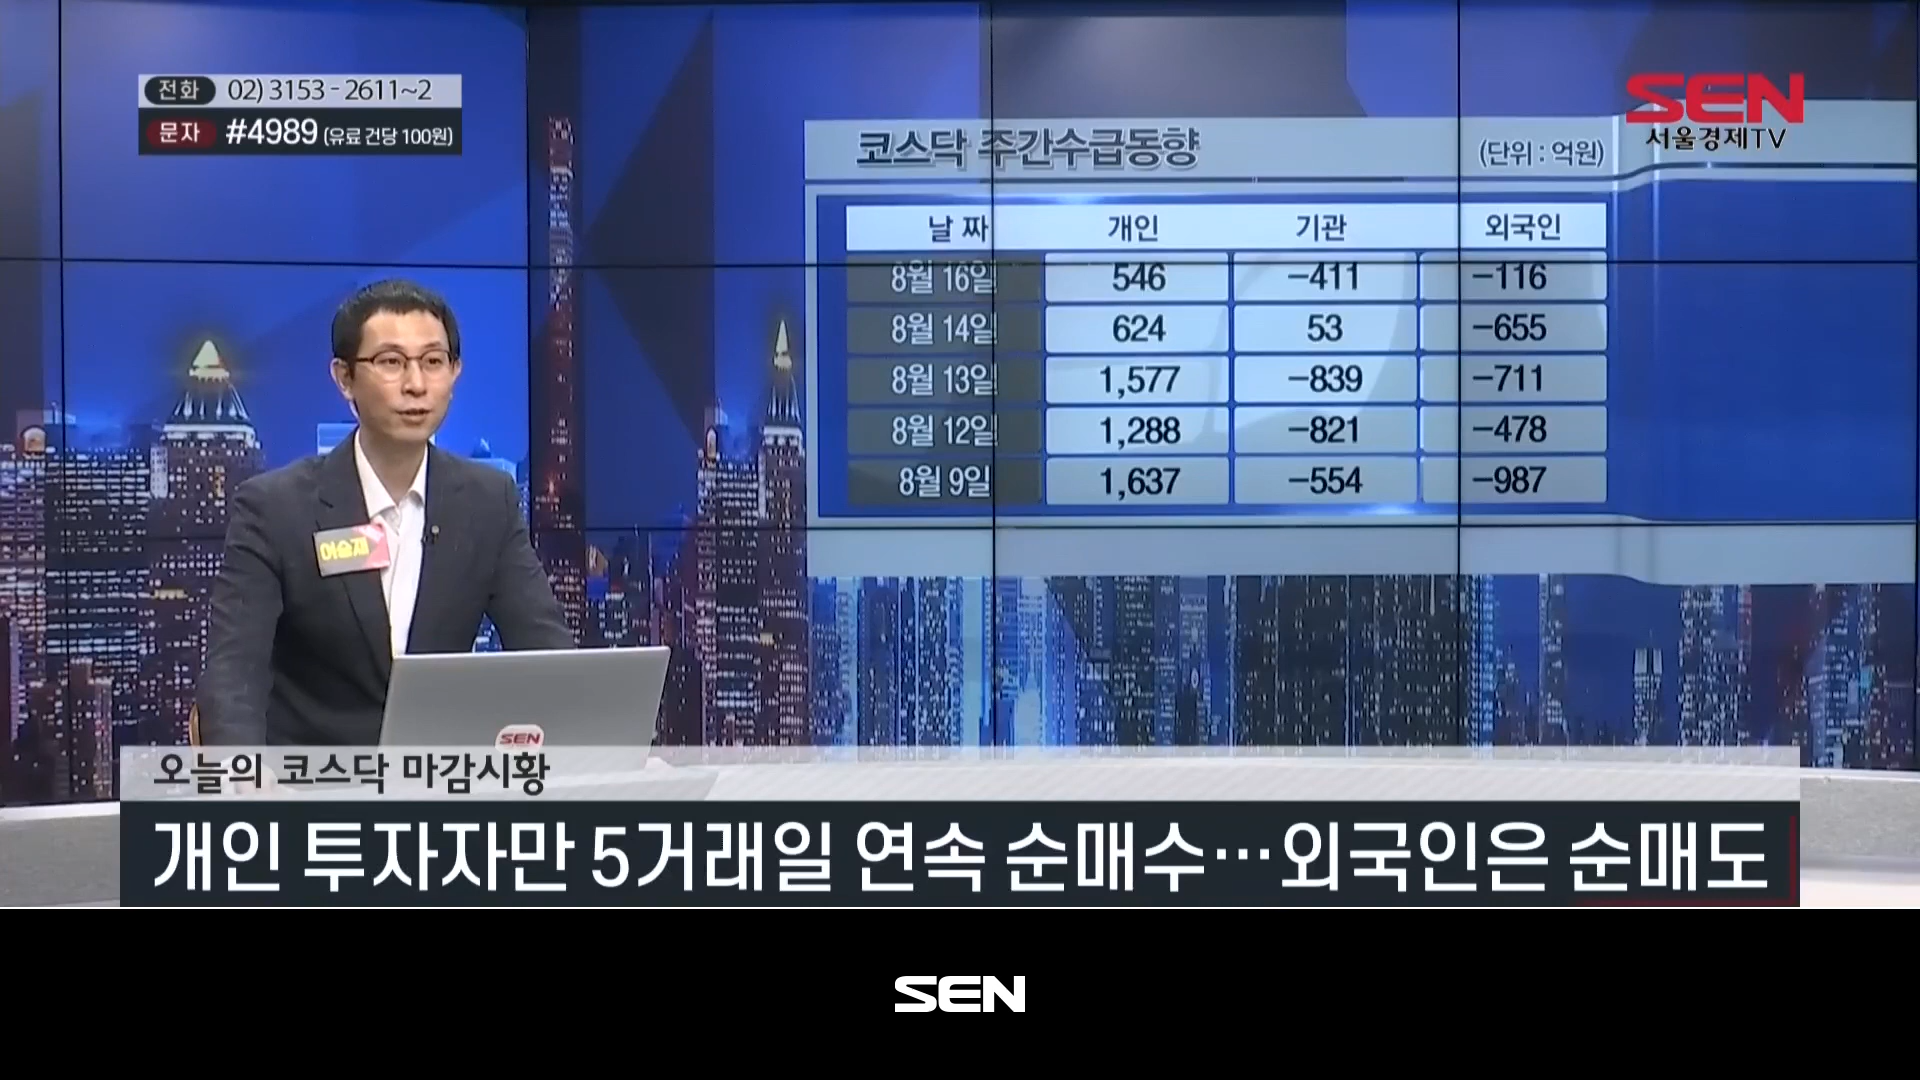 전화 02) 3153-2611~2
문자 #4989 (유료 건당 100원)
SEN
서울경제TV
코스닥 주간수급동향 (단위 : 억원)
날 짜 개인 기관 외국인
8월 16일 546 -411 -116
8월 14일 624 53 -655
8월 13일 1,577 -839 -711
8월 12일 1,288 -821 -478
8월 9일 1,637 -554 -987
SEN
오늘의 코스닥 마감시황
개인 투자자만 5거래일 연속 순매수…외국인은 순매도
SEN